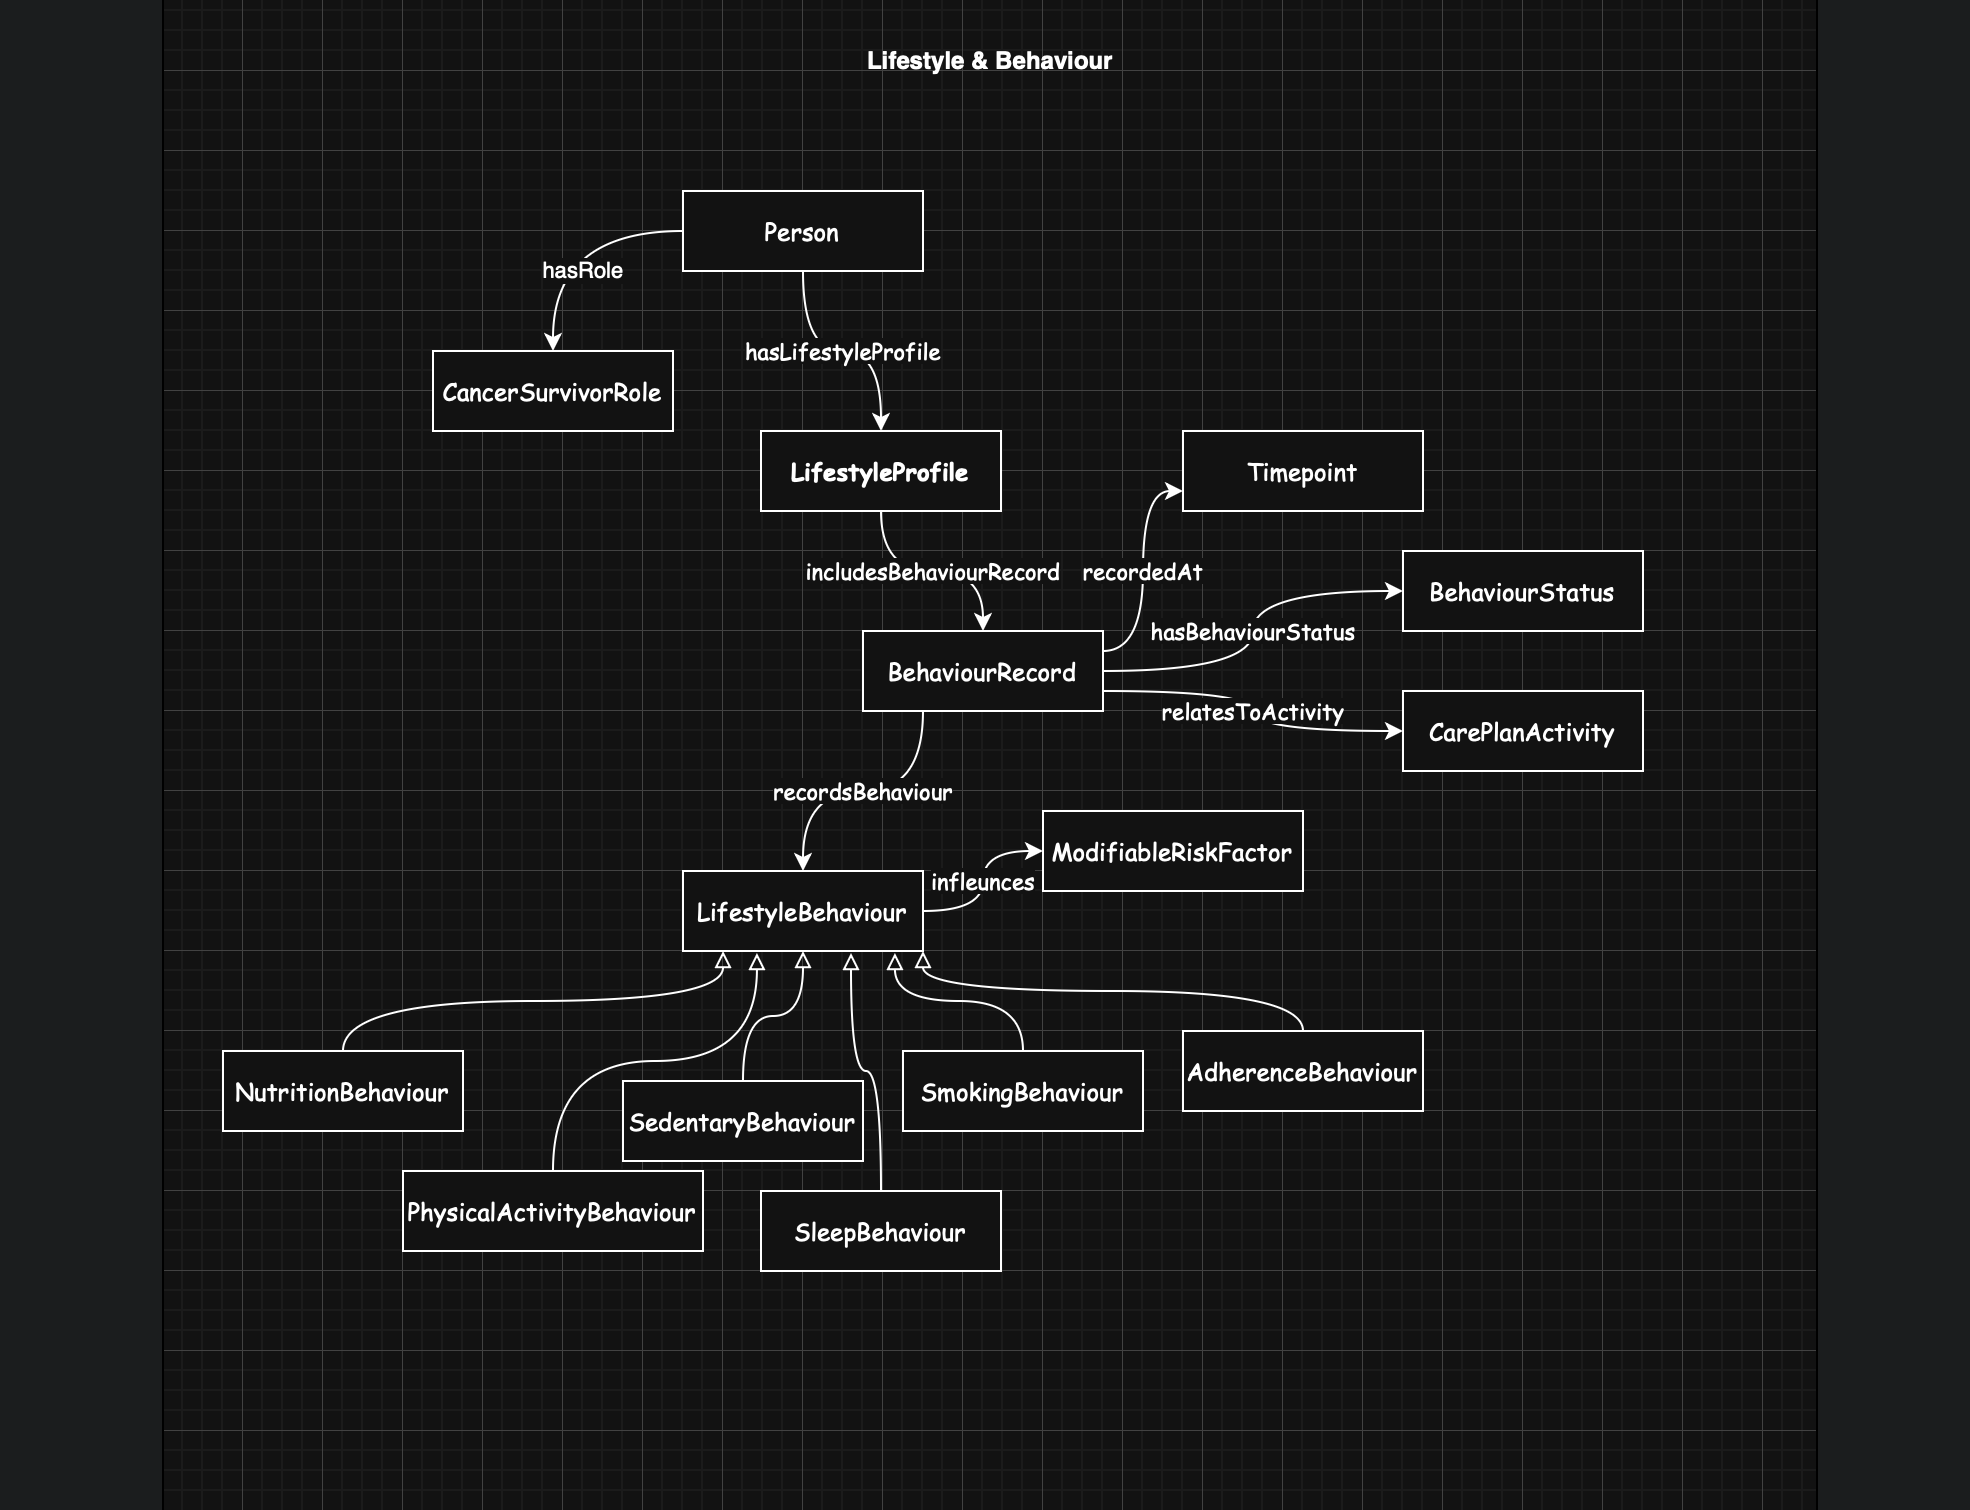 Lifestyle & Behaviour
Person
hasRole
hasLifestyleProfile
CancerSurvivorRole
LifestyleProfile
Timepoint
includesBehaviourRecord
recordedAt
BehaviourStatus
hasBehaviourStatus
BehaviourRecord
relatesToActivity
CarePlanActivity
recordsBehaviour
ModifiableRiskFactor
infleunces
LifestyleBehaviour
NutritionBehaviour
SedentaryBehaviour
SmokingBehaviour
AdherenceBehaviour
PhysicalActivityBehaviour
SleepBehaviour